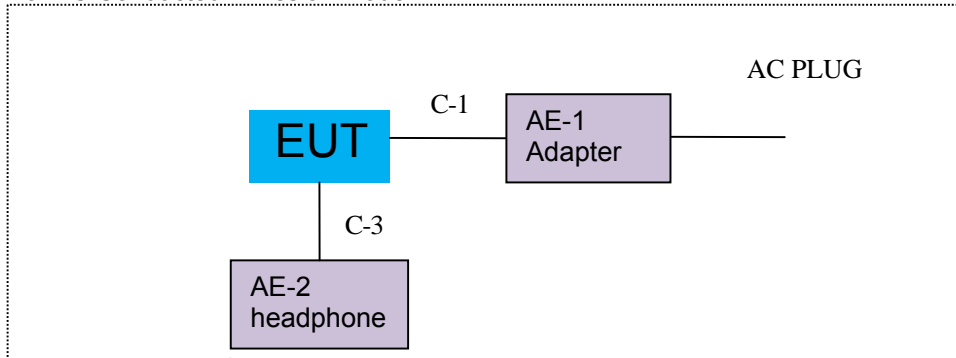 AC PLUG
C-1
EUT
AE-1
Adapter
C-3
AE-2
headphone